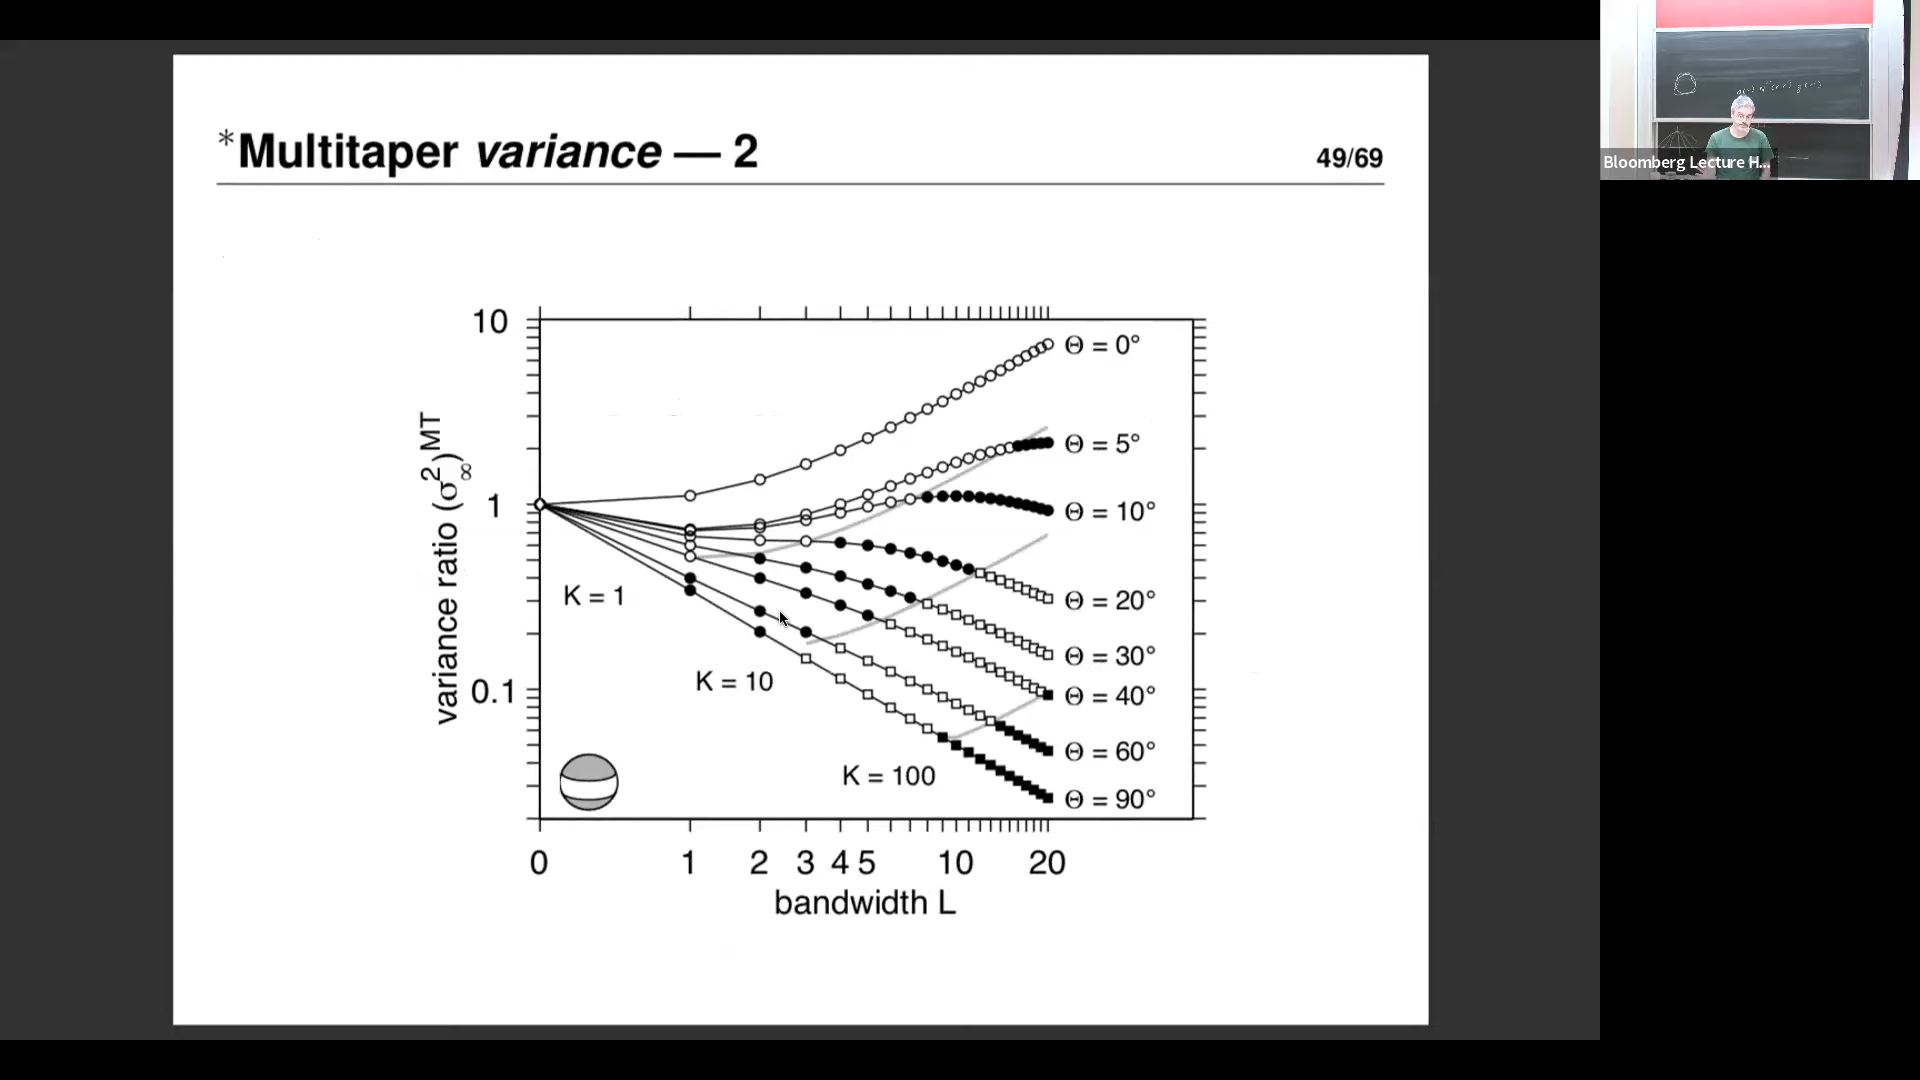 *Multitaper variance — 2
49/69
Bloomberg Lecture H...
variance ratio (σ²∞)MT
10
1
0.1
Θ = 0°
Θ = 5°
Θ = 10°
Θ = 20°
Θ = 30°
Θ = 40°
Θ = 60°
Θ = 90°
K = 1
K = 10
K = 100
0 1 2 3 4 5 10 20
bandwidth L